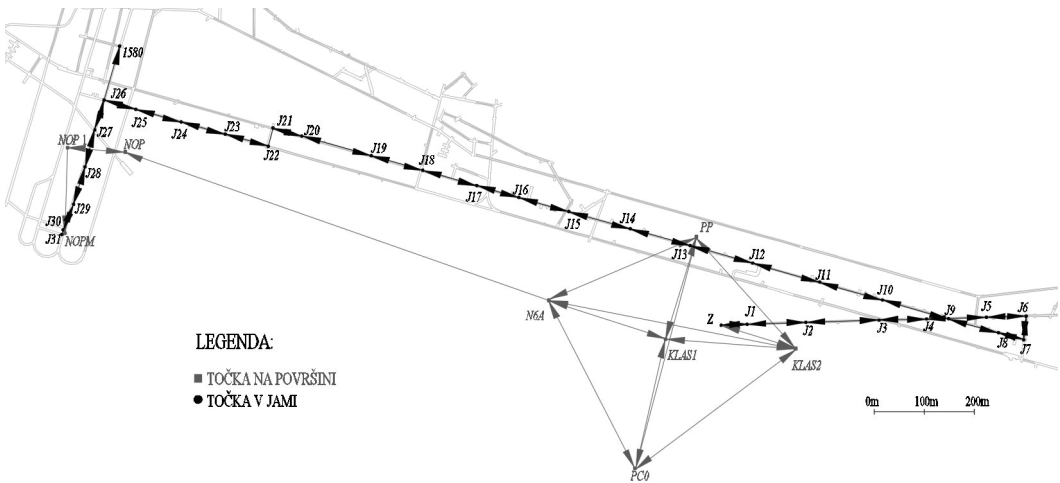 1580
J26
J25
J24
J23
J22
J21
J20
J19
J18
J17
J16
J15
J14
PP
J13
J12
J11
J10
J9
J5
J6
J27
NOP1
NOP
J28
J29
J30
J31
NOPM
N6A
KLAS1
Z
J1
J2
J3
J4
J8
J7
KLAS2
PC0
LEGENDA:
TOČKA NA POVRŠINI
TOČKA V JAMI
0m 100m 200m